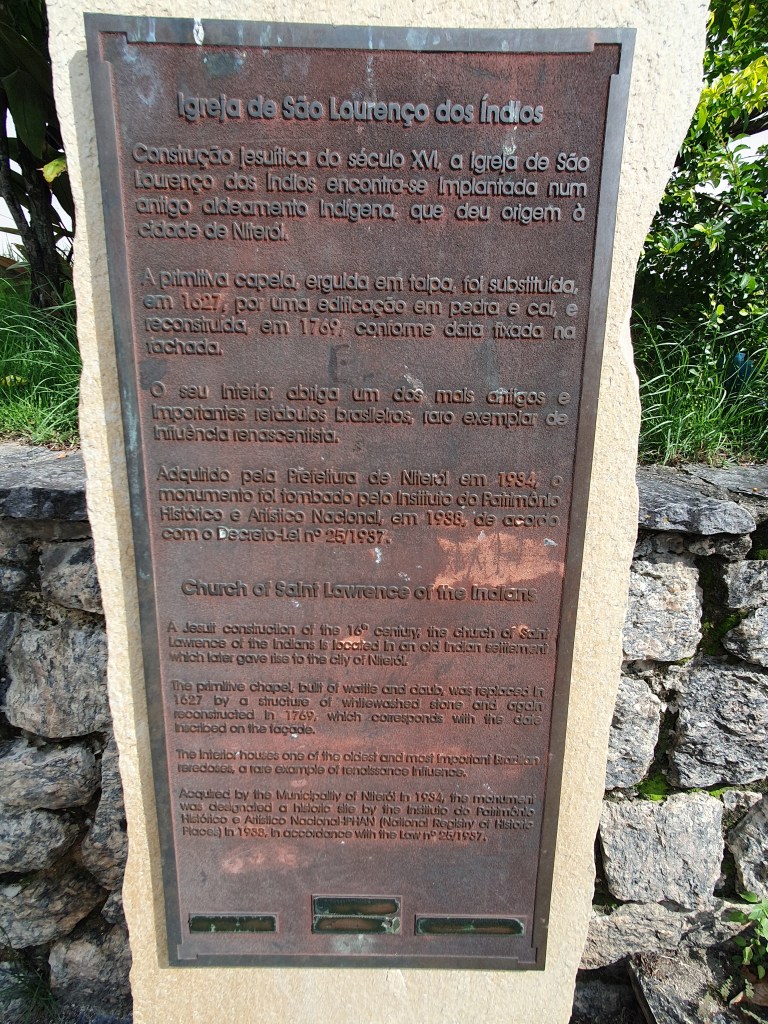 Igreja de São Lourenço dos Índios
Construção jesuítica do século XVI, a Igreja de São
Lourenço dos Índios encontra-se implantada num
antigo aldeamento indígena, que deu origem à
cidade de Niterói.
A primitiva capela, erguida em taipa, foi substituída,
em 1627, por uma edificação em pedra e cal, e
reconstruída, em 1769, conforme data fixada na
fachada.
O seu interior abriga um dos mais antigos e
importantes retábulos brasileiros, raro exemplar de
influência renascentista.
Adquirido pela Prefeitura de Niterói em 1934, o
monumento foi tombado pelo Instituto do Patrimônio
Histórico e Artístico Nacional, em 1938, de acordo
com o Decreto-Lei nº 25/1937.
Church of Saint Lawrence of the Indians
A Jesuit construction of the 16th century, the church of Saint
Lawrence of the Indians is located in an old Indian settlement
which later gave rise to the city of Niterói.
The primitive chapel, built of wattle and daub, was replaced in
1627 by a structure of whitewashed stone and again
reconstructed in 1769, which corresponds with the date
inscribed on the façade.
The interior houses one of the oldest and most important Brazilian
reredoses, a rare example of renaissance influence.
Acquired by the Municipality of Niterói in 1934, the monument
was designated a historic site by the Instituto do Patrimônio
Histórico e Artístico Nacional-IPHAN (National Registry of Historic
Places) in 1938, in accordance with the Law nº 25/1937.